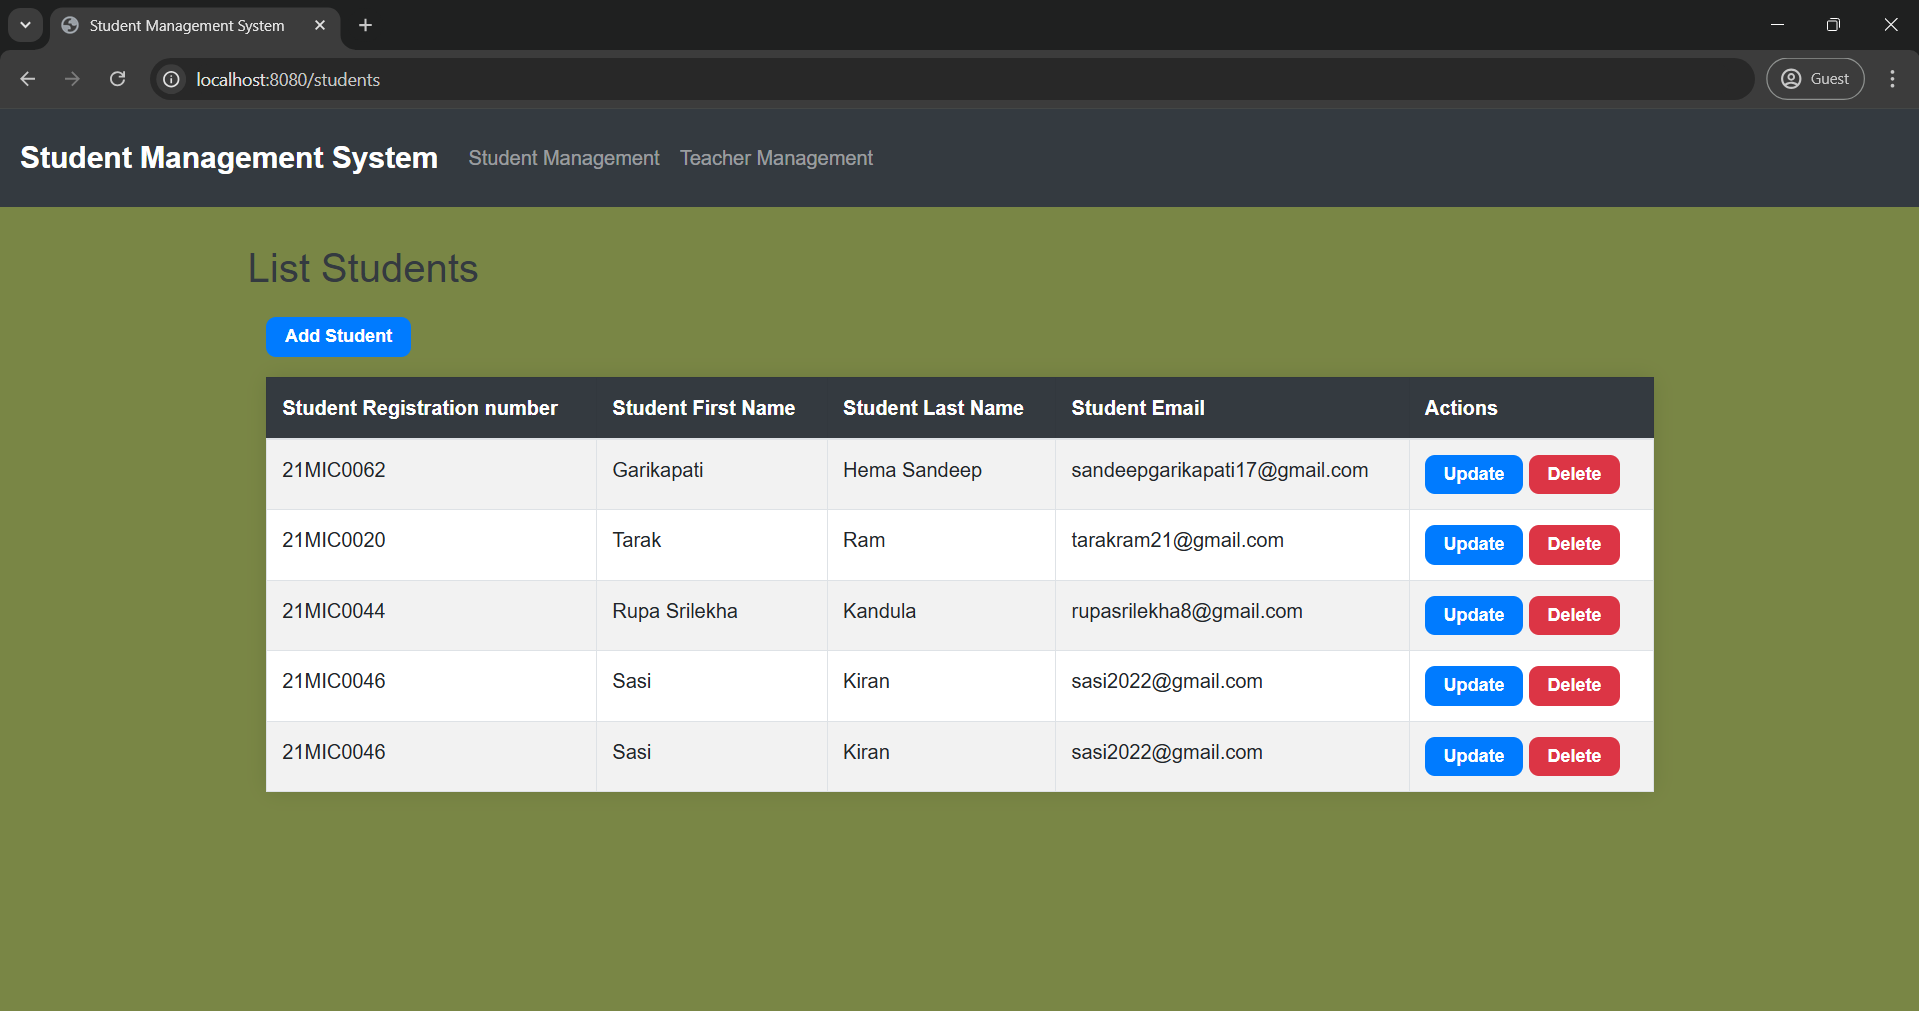 Student Management System
localhost:8080/students
Guest
Student Management System Student Management Teacher Management
List Students
Add Student
Student Registration number Student First Name Student Last Name Student Email Actions
21MIC0062 Garikapati Hema Sandeep sandeepgarikapati17@gmail.com Update Delete
21MIC0020 Tarak Ram tarakram21@gmail.com Update Delete
21MIC0044 Rupa Srilekha Kandula rupasrilekha8@gmail.com Update Delete
21MIC0046 Sasi Kiran sasi2022@gmail.com Update Delete
21MIC0046 Sasi Kiran sasi2022@gmail.com Update Delete